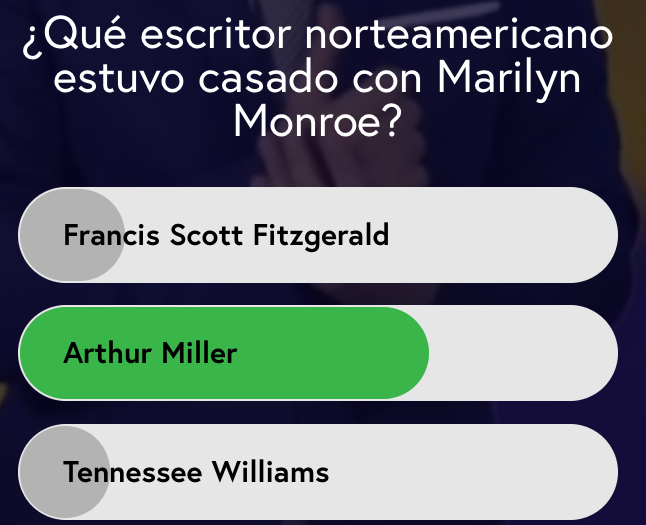 ¿Qué escritor norteamericano
estuvo casado con Marilyn
Monroe?
Francis Scott Fitzgerald
Arthur Miller
Tennessee Williams